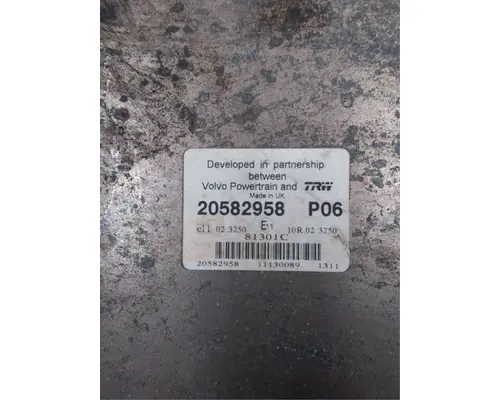 Developed in partnership
between
Volvo Powertrain and TRW
Made in UK
20582958 P06
e11 02 3250 E11 10R.02 3250
81301C
20582958 11130089 1311